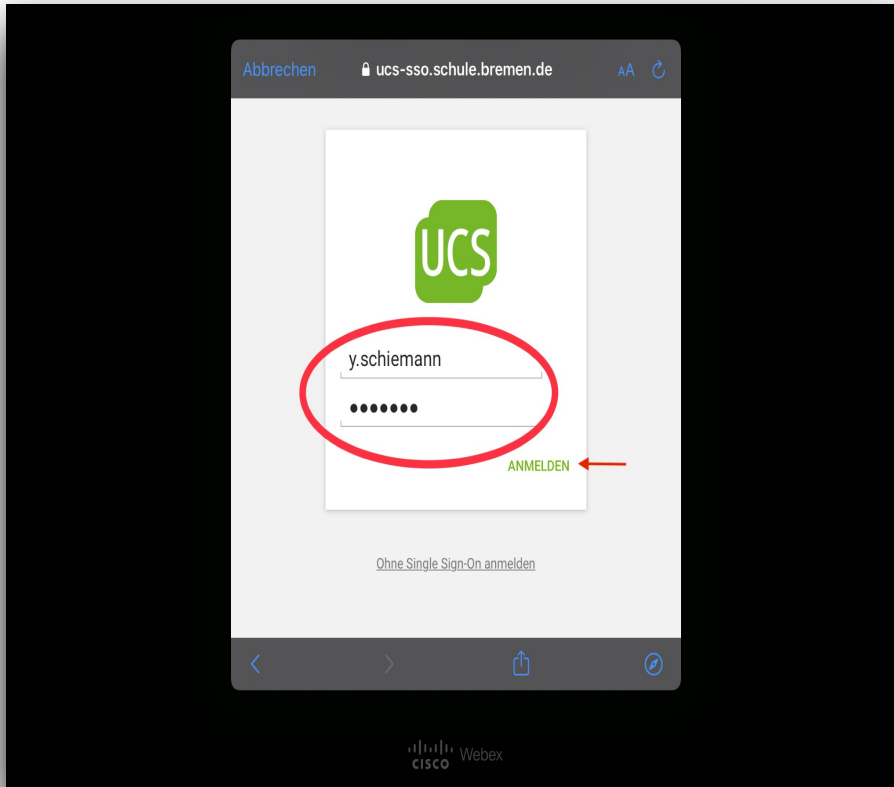 Abbrechen ucs-sso.schule.bremen.de AA
UCS
y.schiemann
•••••••
ANMELDEN
Ohne Single Sign-On anmelden
CISCO Webex